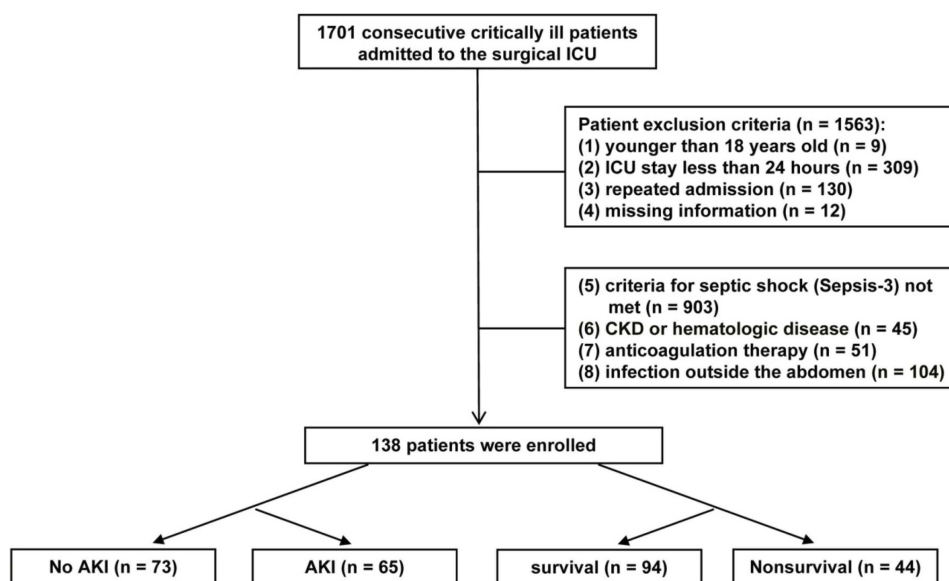 1701 consecutive critically ill patients
admitted to the surgical ICU
Patient exclusion criteria (n = 1563):
(1) younger than 18 years old (n = 9)
(2) ICU stay less than 24 hours (n = 309)
(3) repeated admission (n = 130)
(4) missing information (n = 12)
(5) criteria for septic shock (Sepsis-3) not
met (n = 903)
(6) CKD or hematologic disease (n = 45)
(7) anticoagulation therapy (n = 51)
(8) infection outside the abdomen (n = 104)
138 patients were enrolled
No AKI (n = 73)
AKI (n = 65)
survival (n = 94)
Nonsurvival (n = 44)